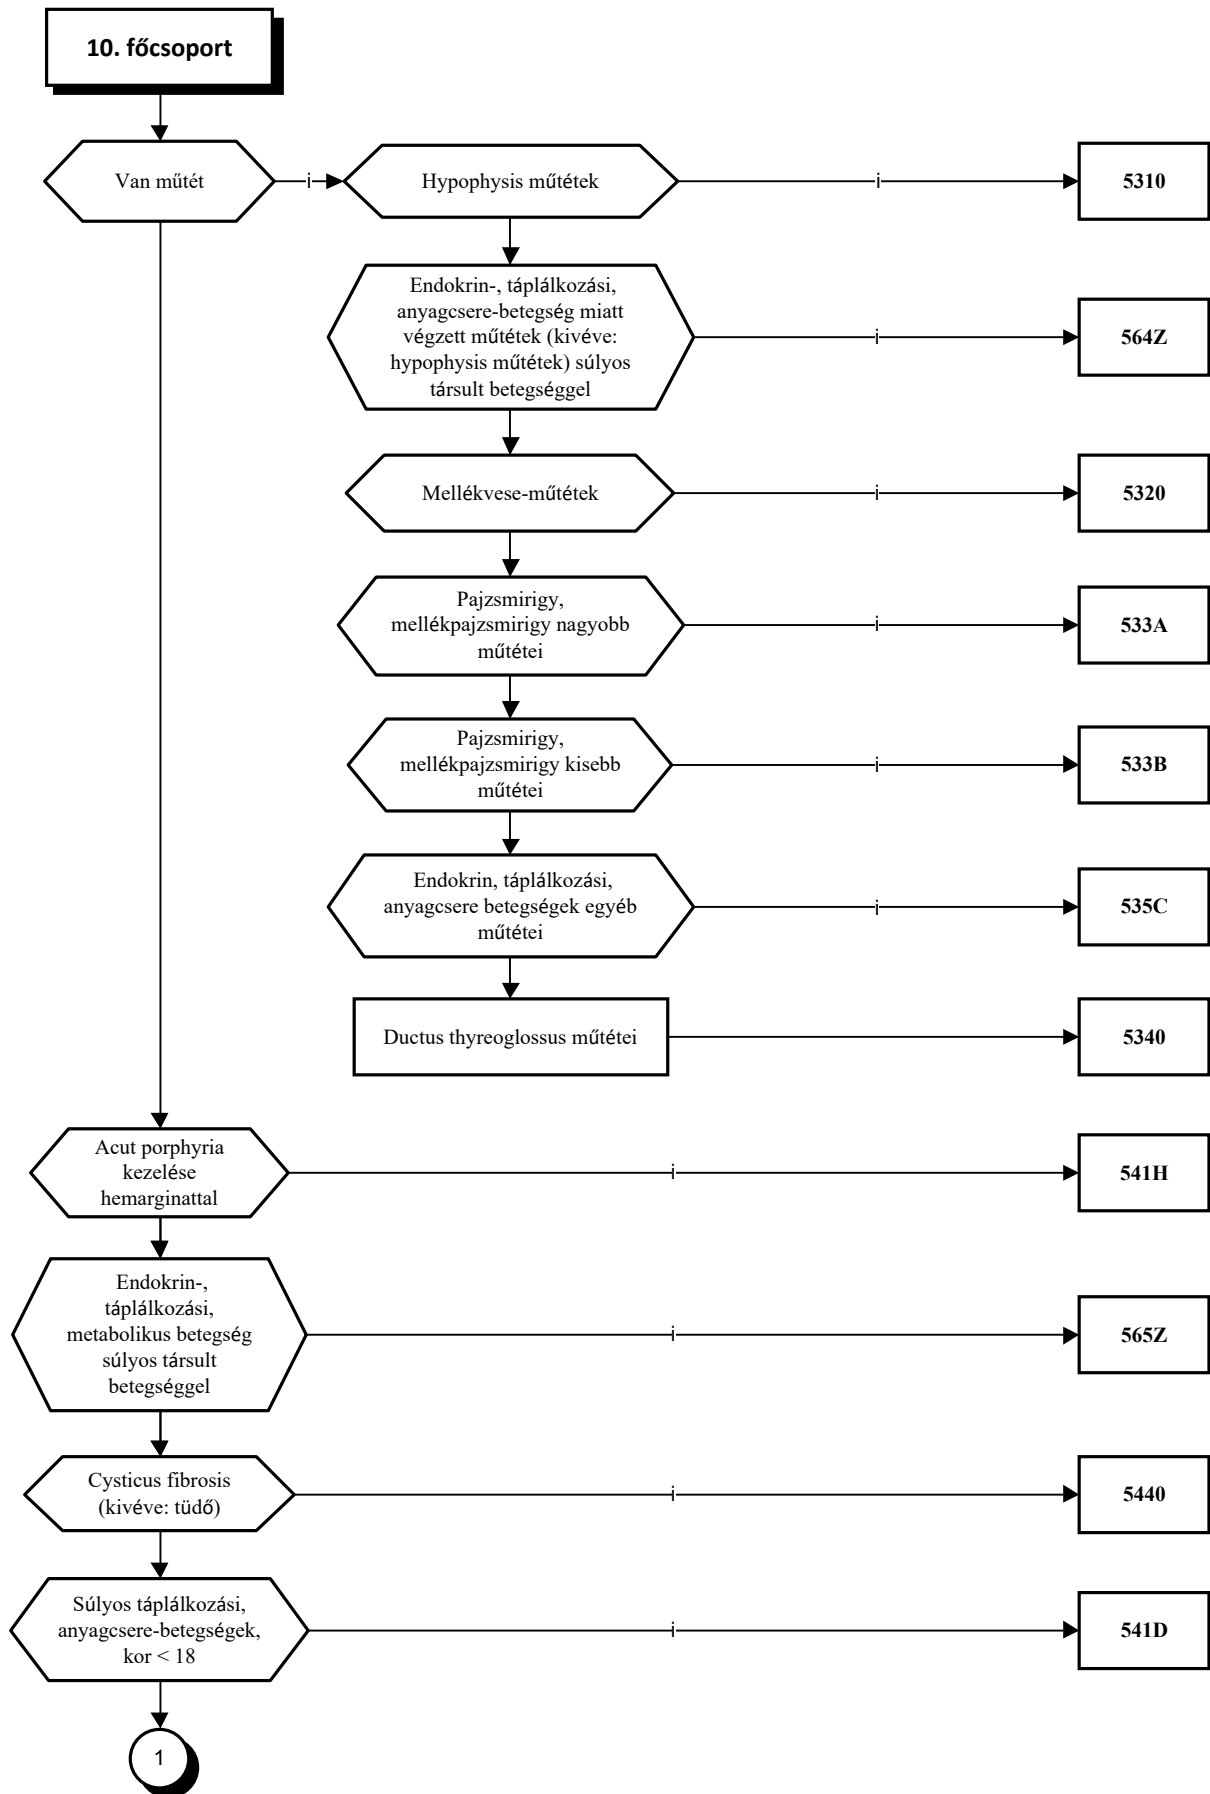 10. főcsoport
Van műtét
i
Hypophysis műtétek
i
5310
Endokrin-, táplálkozási,
anyagcsere-betegség miatt
végzett műtétek (kivéve:
hypophysis műtétek) súlyos
társult betegséggel
i
564Z
Mellékvese-műtétek
i
5320
Pajzsmirigy,
mellékpajzsmirigy nagyobb
műtétei
i
533A
Pajzsmirigy,
mellékpajzsmirigy kisebb
műtétei
i
533B
Endokrin, táplálkozási,
anyagcsere betegségek egyéb
műtétei
i
535C
Ductus thyreoglossus műtétei
5340
Acut porphyria
kezelése
hemarginattal
i
541H
Endokrin-,
táplálkozási,
metabolikus betegség
súlyos társult
betegséggel
i
565Z
Cysticus fibrosis
(kivéve: tüdő)
i
5440
Súlyos táplálkozási,
anyagcsere-betegségek,
kor < 18
i
541D
1